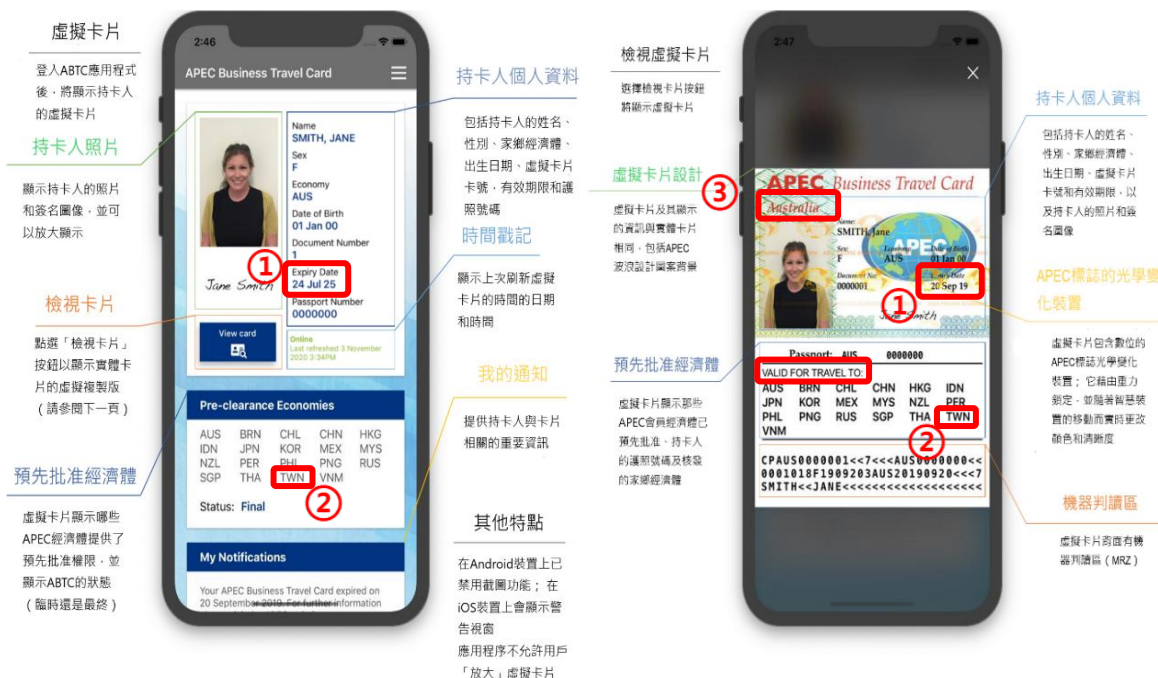 虛擬卡片
登入ABTC應用程式
後，將顯示持卡人
的虛擬卡片
持卡人照片
顯示持卡人的照片
和簽名圖像，並可
以放大顯示
檢視卡片
點選「檢視卡片」
按鈕以顯示實體卡
片的虛擬複製版
（請參閱下一頁）
預先批准經濟體
虛擬卡片顯示哪些
APEC經濟體提供了
預先批准權限，並
顯示ABTC的狀態
（臨時還是最終）
2:46
APEC Business Travel Card
Name
SMITH, JANE
Sex
F
Economy
AUS
Date of Birth
01 Jan 00
Document Number
1
①
Expiry Date
24 Jul 25
Passport Number
0000000
Jane Smith
View card
Online
Last refreshed 3 November
2020 3:34PM
Pre-clearance Economies
AUS BRN CHL CHN HKG
IDN JPN KOR MEX MYS
NZL PER PHL PNG RUS
SGP THA TWN VNM
②
Status: Final
My Notifications
Your APEC Business Travel Card expired on
20 September 2019. For further information
持卡人個人資料
包括持卡人的姓名、
性別、家鄉經濟體、
出生日期、虛擬卡片
卡號，有效期限和護
照號碼
時間戳記
顯示上次刷新虛擬
卡片的時間的日期
和時間
我的通知
提供持卡人與卡片
相關的重要資訊
其他特點
在Android裝置上已
禁用截圖功能；在
iOS裝置上會顯示警
告視窗
應用程序不允許用戶
「放大」虛擬卡片
檢視虛擬卡片
選擇檢視卡片按鈕
將顯示虛擬卡片
虛擬卡片設計
虛擬卡片及其顯示
的資訊與實體卡片
相同，包括APEC
波浪設計圖案背景
預先批准經濟體
虛擬卡片顯示那些
APEC會員經濟體已
預先批准、持卡人
的護照號碼及核發
的家鄉經濟體
2:47
③
APEC Business Travel Card
Australia
Name:
SMITH, Jane
Sex: Economy: Date of Birth
F AUS 01 Jan 00
APEC
Document No: Expiry Date
0000001 20 Sep 19
①
Jane Smith
Passport: AUS 0000000
VALID FOR TRAVEL TO:
AUS BRN CHL CHN HKG IDN
JPN KOR MEX MYS NZL PER
PHL PNG RUS SGP THA TWN
VNM
②
CPAUS0000001<<7<<<AUS0000000<<
0001018F1909203AUS20190920<<<7
SMITH<<JANE<<<<<<<<<<<<<<<<<<<
持卡人個人資料
包括持卡人的姓名、
性別、家鄉經濟體、
出生日期、虛擬卡片
卡號和有效期限，以
及持卡人的照片和簽
名圖像
APEC標誌的光學變
化裝置
虛擬卡片包含數位的
APEC標誌光學變化
裝置；它藉由重力
鎖定，並隨著智慧裝
置的移動而實時更改
顏色和清晰度
機器判讀區
虛擬卡片背面有機
器判讀區（MRZ）